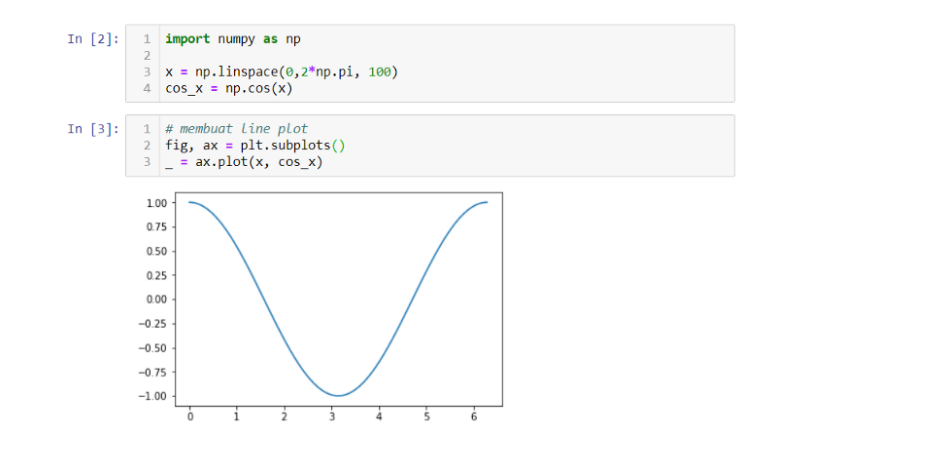 In [2]:
1 import numpy as np
2
3 x = np.linspace(0,2*np.pi, 100)
4 cos_x = np.cos(x)
In [3]:
1 # membuat line plot
2 fig, ax = plt.subplots()
3 _ = ax.plot(x, cos_x)
1.00
0.75
0.50
0.25
0.00
−0.25
−0.50
−0.75
−1.00
0 1 2 3 4 5 6